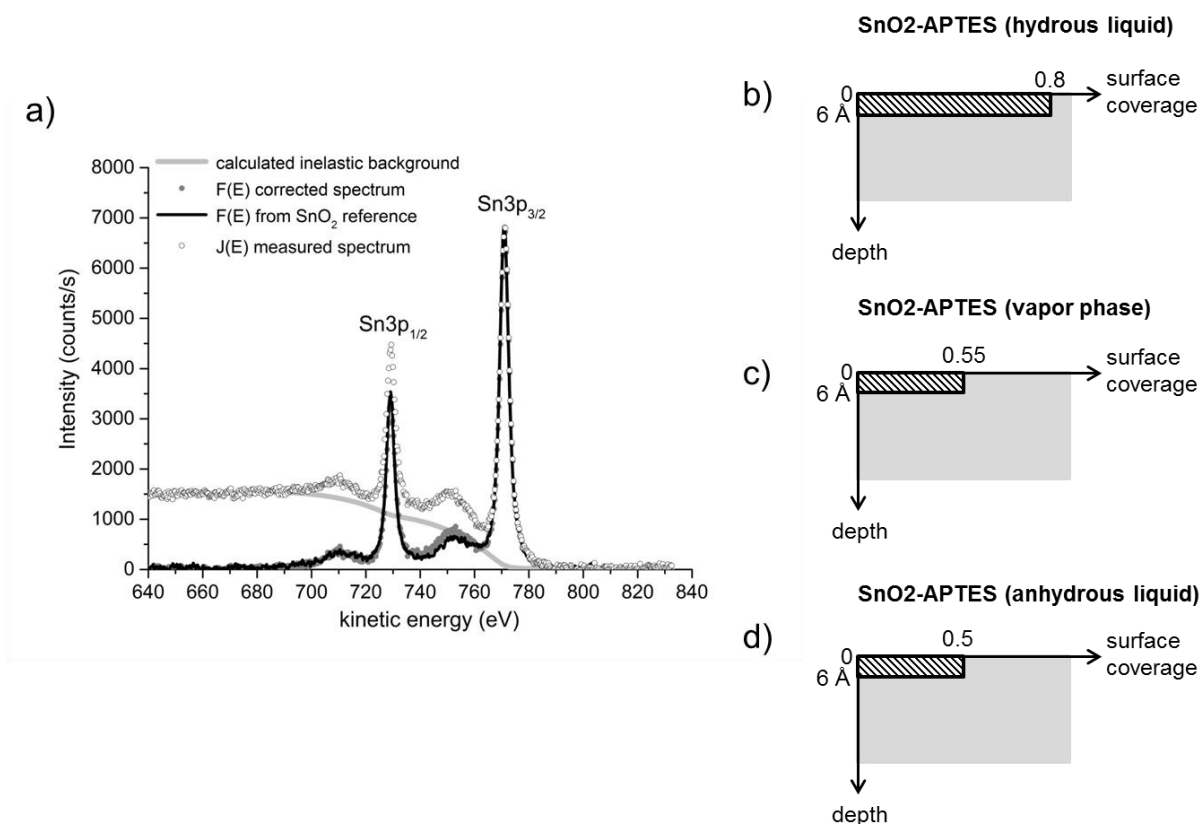 a)
8000
7000
6000
5000
4000
3000
2000
1000
0
Intensity (counts/s)
calculated inelastic background
F(E) corrected spectrum
F(E) from SnO₂ reference
J(E) measured spectrum
Sn3p₃/₂
Sn3p₁/₂
640 660 680 700 720 740 760 780 800 820 840
kinetic energy (eV)
SnO2-APTES (hydrous liquid)
b)
0
6 Å
0.8
surface
coverage
depth
SnO2-APTES (vapor phase)
c)
0
6 Å
0.55
surface
coverage
depth
SnO2-APTES (anhydrous liquid)
d)
0
6 Å
0.5
surface
coverage
depth